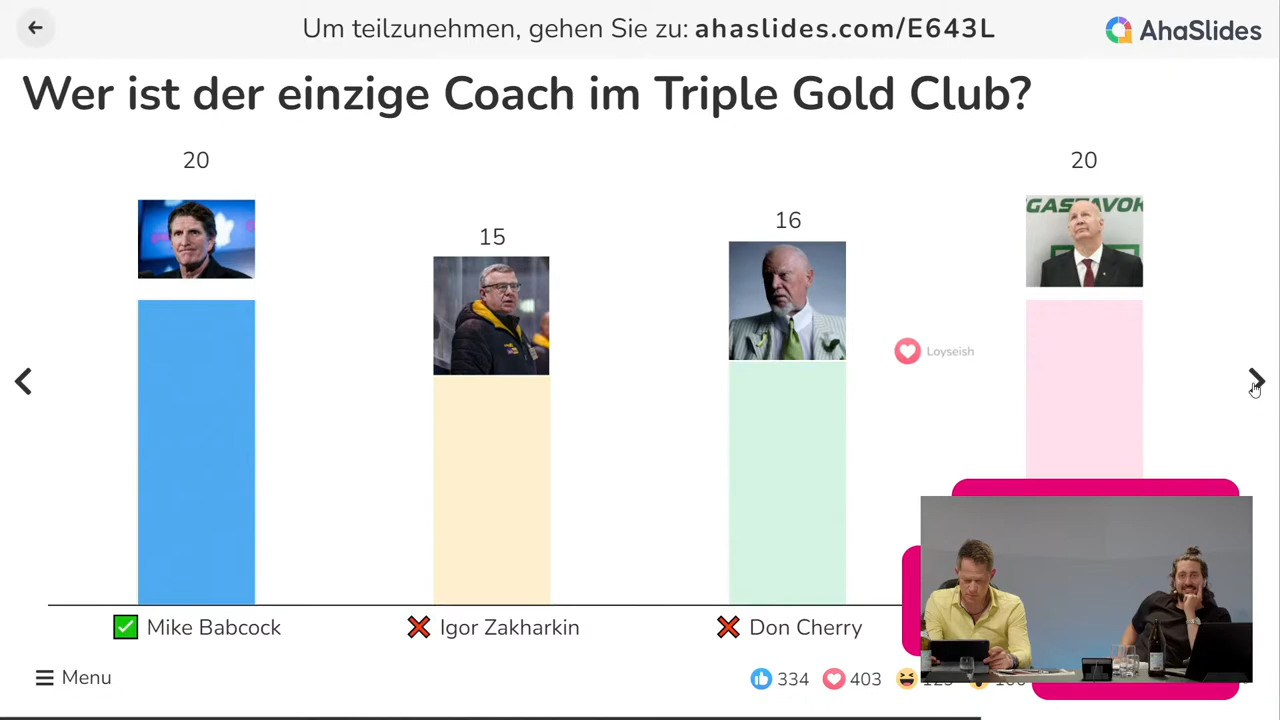 Um teilzunehmen, gehen Sie zu: ahaslides.com/E643L
AhaSlides
Wer ist der einzige Coach im Triple Gold Club?
20
15
16
20
GASTAVOK
Loyseish
Mike Babcock
Igor Zakharkin
Don Cherry
Menu
334
403